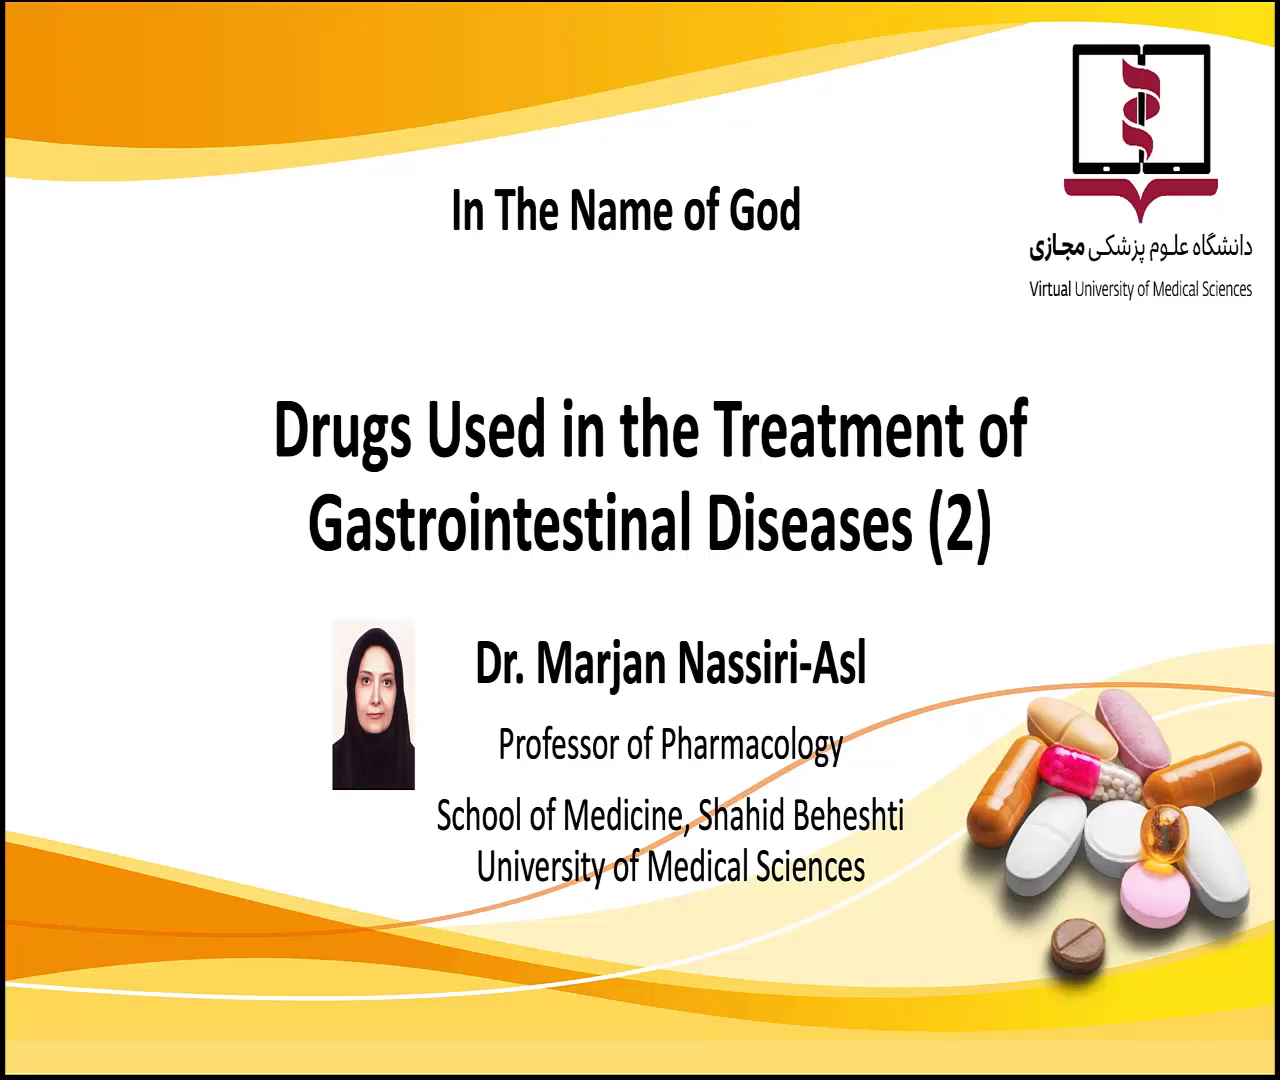 In The Name of God
دانشگاه علوم پزشکی مجازی
Virtual University of Medical Sciences
Drugs Used in the Treatment of
Gastrointestinal Diseases (2)
Dr. Marjan Nassiri-Asl
Professor of Pharmacology
School of Medicine, Shahid Beheshti
University of Medical Sciences